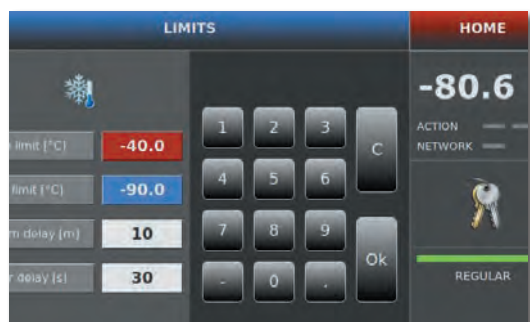 LIMITS
HOME
-80.6
ACTION
NETWORK
limit [°C]
-40.0
limit [°C]
-90.0
delay [m]
10
delay [s]
30
1 2 3 C
4 5 6
7 8 9 Ok
- 0 .
REGULAR